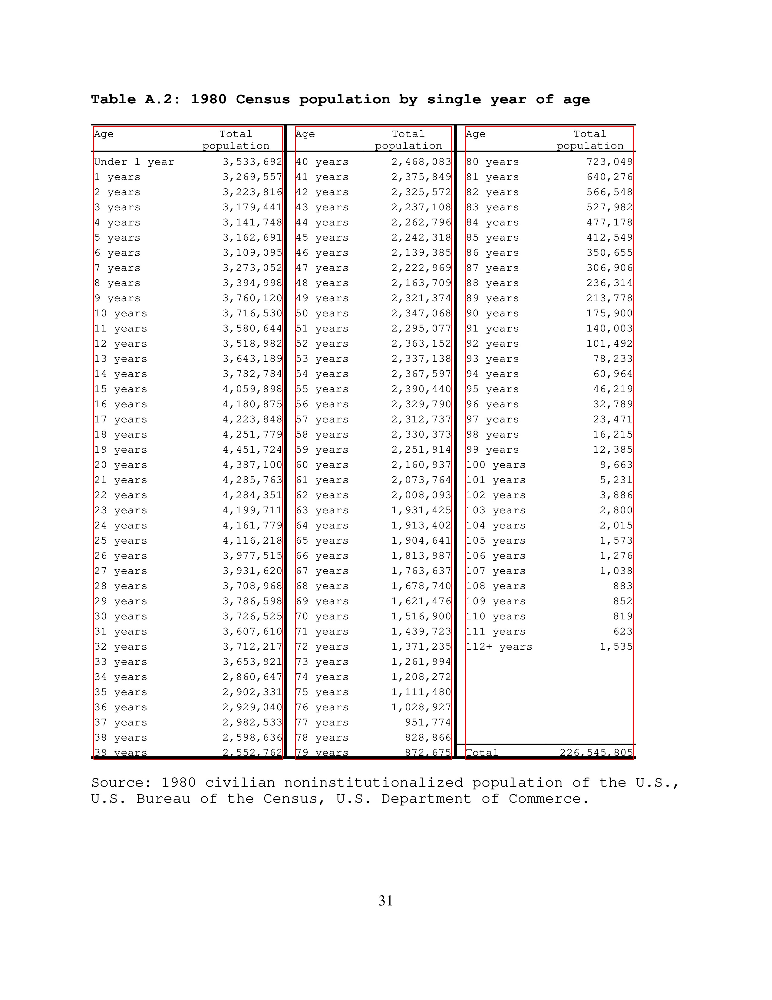 Table A.2: 1980 Census population by single year of age
Age Total population Age Total population Age Total population
Under 1 year 3,533,692 40 years 2,468,083 80 years 723,049
1 years 3,269,557 41 years 2,375,849 81 years 640,276
2 years 3,223,816 42 years 2,325,572 82 years 566,548
3 years 3,179,441 43 years 2,237,108 83 years 527,982
4 years 3,141,748 44 years 2,262,796 84 years 477,178
5 years 3,162,691 45 years 2,242,318 85 years 412,549
6 years 3,109,095 46 years 2,139,385 86 years 350,655
7 years 3,273,052 47 years 2,222,969 87 years 306,906
8 years 3,394,998 48 years 2,163,709 88 years 236,314
9 years 3,760,120 49 years 2,321,374 89 years 213,778
10 years 3,716,530 50 years 2,347,068 90 years 175,900
11 years 3,580,644 51 years 2,295,077 91 years 140,003
12 years 3,518,982 52 years 2,363,152 92 years 101,492
13 years 3,643,189 53 years 2,337,138 93 years 78,233
14 years 3,782,784 54 years 2,367,597 94 years 60,964
15 years 4,059,898 55 years 2,390,440 95 years 46,219
16 years 4,180,875 56 years 2,329,790 96 years 32,789
17 years 4,223,848 57 years 2,312,737 97 years 23,471
18 years 4,251,779 58 years 2,330,373 98 years 16,215
19 years 4,451,724 59 years 2,251,914 99 years 12,385
20 years 4,387,100 60 years 2,160,937 100 years 9,663
21 years 4,285,763 61 years 2,073,764 101 years 5,231
22 years 4,284,351 62 years 2,008,093 102 years 3,886
23 years 4,199,711 63 years 1,931,425 103 years 2,800
24 years 4,161,779 64 years 1,913,402 104 years 2,015
25 years 4,116,218 65 years 1,904,641 105 years 1,573
26 years 3,977,515 66 years 1,813,987 106 years 1,276
27 years 3,931,620 67 years 1,763,637 107 years 1,038
28 years 3,708,968 68 years 1,678,740 108 years 883
29 years 3,786,598 69 years 1,621,476 109 years 852
30 years 3,726,525 70 years 1,516,900 110 years 819
31 years 3,607,610 71 years 1,439,723 111 years 623
32 years 3,712,217 72 years 1,371,235 112+ years 1,535
33 years 3,653,921 73 years 1,261,994
34 years 2,860,647 74 years 1,208,272
35 years 2,902,331 75 years 1,111,480
36 years 2,929,040 76 years 1,028,927
37 years 2,982,533 77 years 951,774
38 years 2,598,636 78 years 828,866
39 years 2,552,762 79 years 872,675 Total 226,545,805
Source: 1980 civilian noninstitutionalized population of the U.S.,
U.S. Bureau of the Census, U.S. Department of Commerce.
31